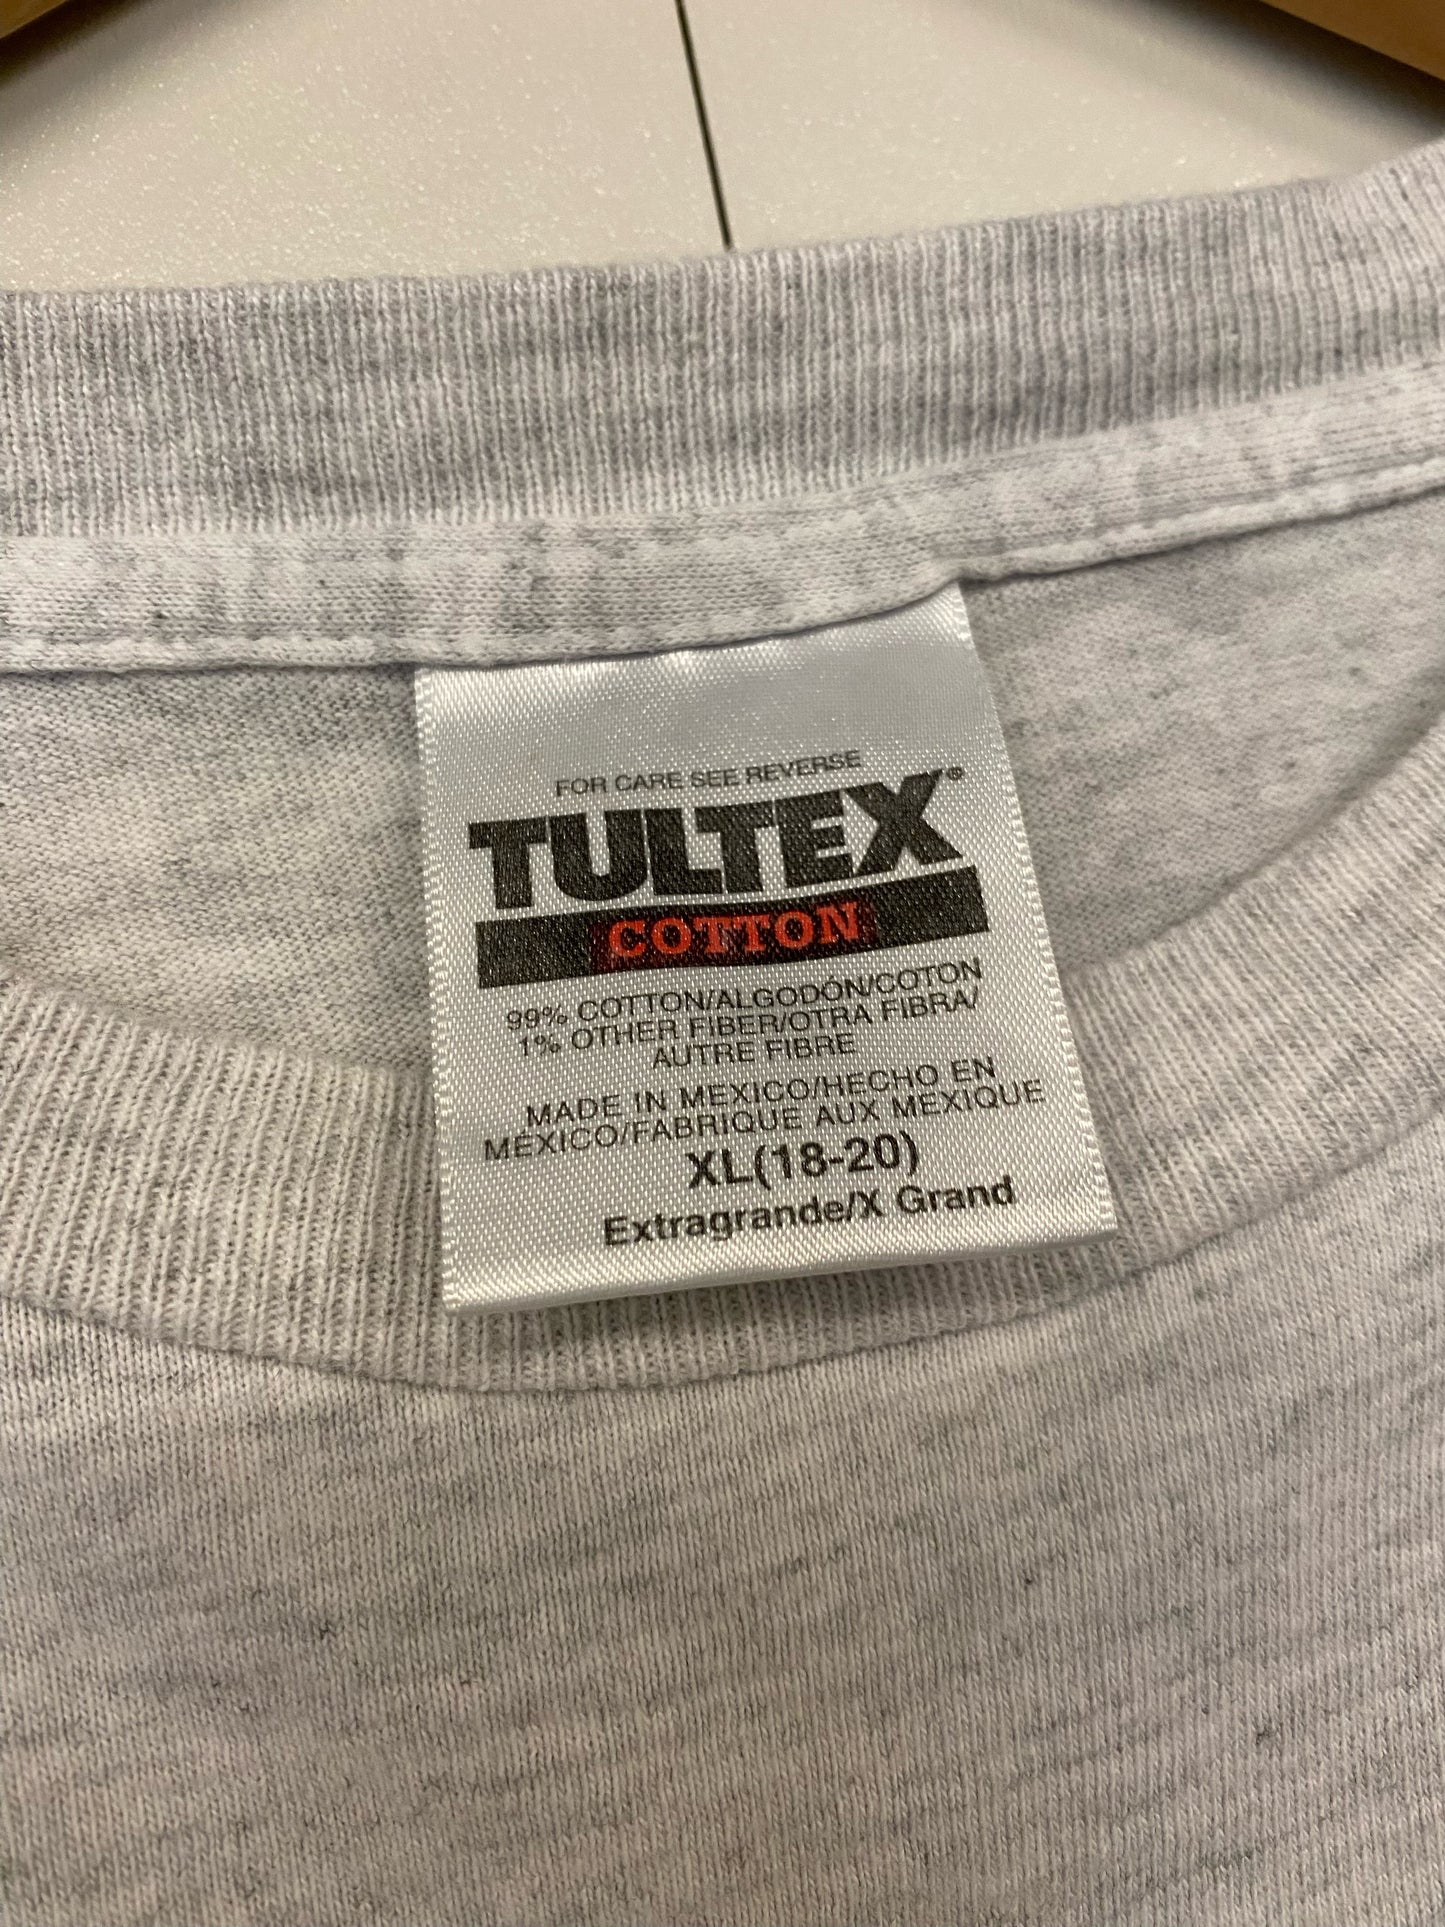 FOR CARE SEE REVERSE
TULTEX®
COTTON
99% COTTON/ALGODÓN/COTON
1% OTHER FIBER/OTRA FIBRA/
AUTRE FIBRE
MADE IN MEXICO/HECHO EN
MÉXICO/FABRIQUE AUX MEXIQUE
XL(18-20)
Extragrande/X Grand